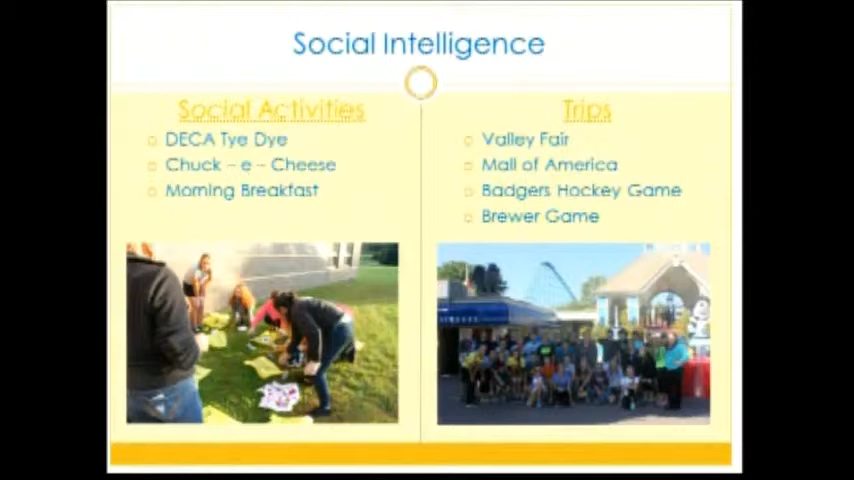 Social Intelligence
Social Activities
DECA Tye Dye
Chuck – e – Cheese
Morning Breakfast
Trips
Valley Fair
Mall of America
Badgers Hockey Game
Brewer Game